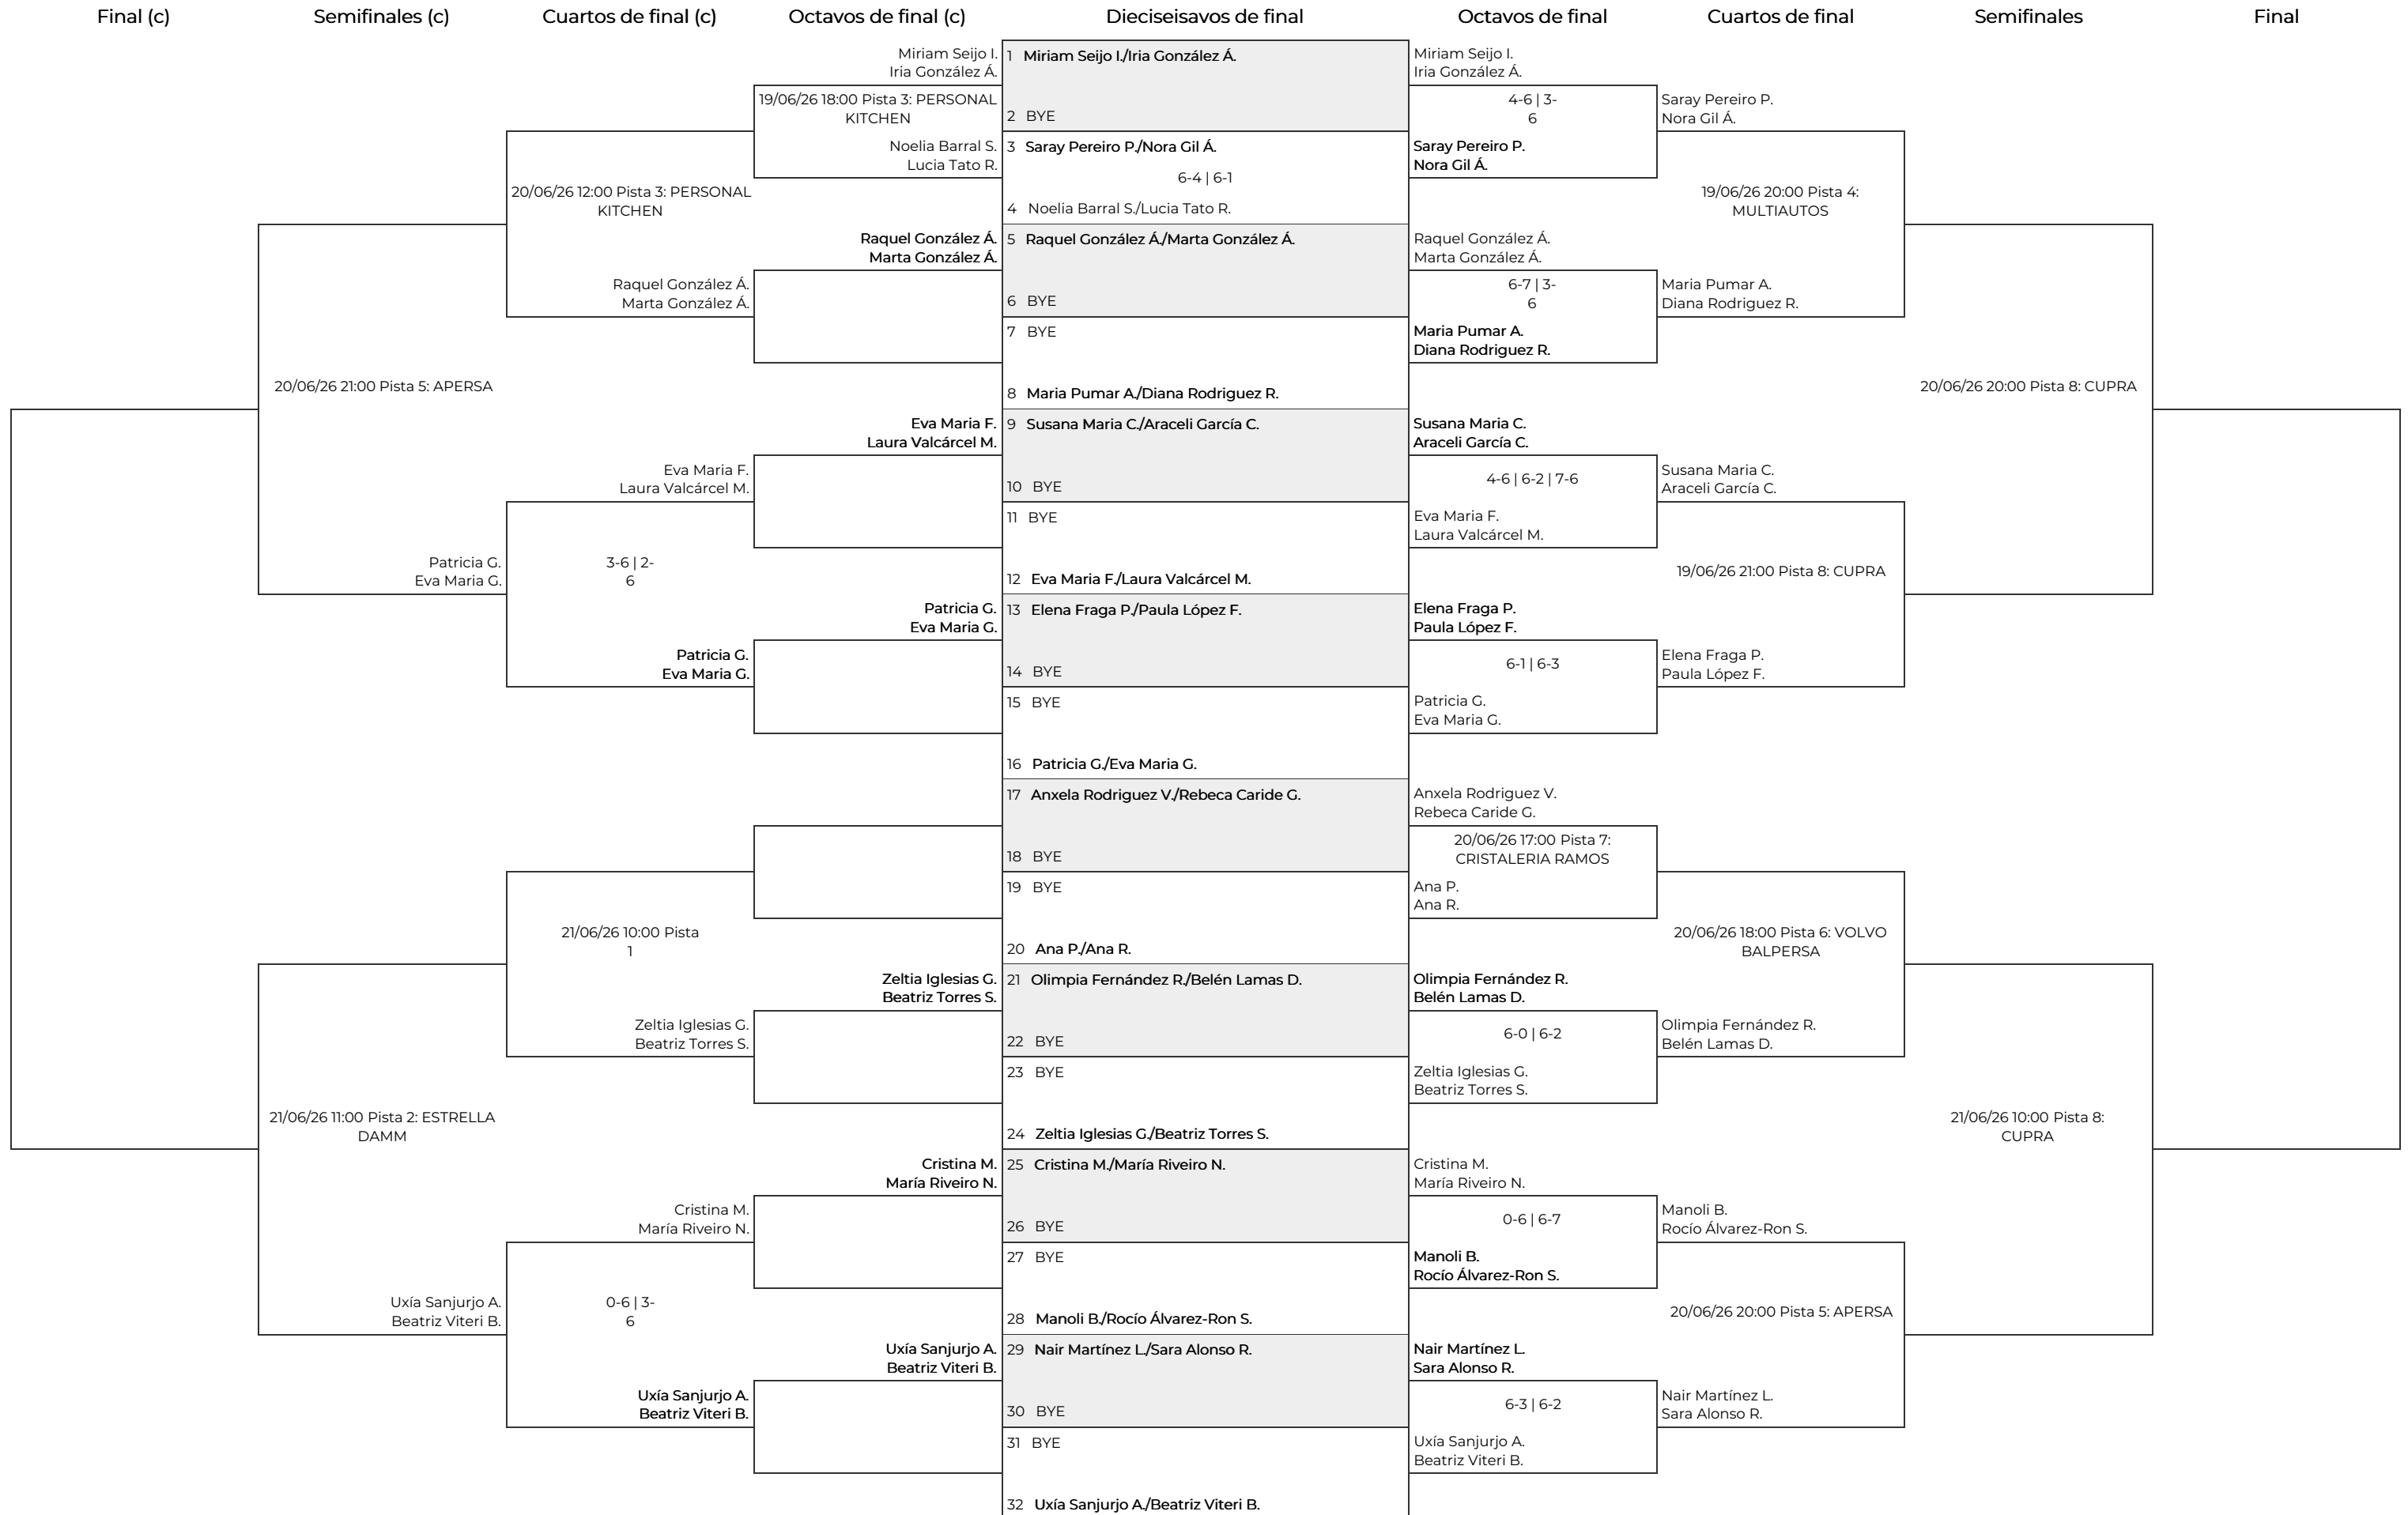 Final (c)
Semifinales (c)
Cuartos de final (c)
Octavos de final (c)
Dieciseisavos de final
Octavos de final
Cuartos de final
Semifinales
Final
20/06/26 21:00 Pista 5: APERSA
Patricia G.
Eva Maria G.
21/06/26 11:00 Pista 2: ESTRELLA
DAMM
Uxía Sanjurjo A.
Beatriz Viteri B.
20/06/26 12:00 Pista 3: PERSONAL
KITCHEN
Raquel González Á.
Marta González Á.
Eva Maria F.
Laura Valcárcel M.
3-6 | 2-
6
Patricia G.
Eva Maria G.
21/06/26 10:00 Pista
1
Zeltia Iglesias G.
Beatriz Torres S.
Cristina M.
María Riveiro N.
0-6 | 3-
6
Uxía Sanjurjo A.
Beatriz Viteri B.
Miriam Seijo I.
Iria González Á.
19/06/26 18:00 Pista 3: PERSONAL
KITCHEN
Noelia Barral S.
Lucia Tato R.
Raquel González Á.
Marta González Á.
Eva Maria F.
Laura Valcárcel M.
Patricia G.
Eva Maria G.
Zeltia Iglesias G.
Beatriz Torres S.
Cristina M.
María Riveiro N.
Uxía Sanjurjo A.
Beatriz Viteri B.
1 Miriam Seijo I./Iria González Á.
2 BYE
3 Saray Pereiro P./Nora Gil Á.
6-4 | 6-1
4 Noelia Barral S./Lucia Tato R.
5 Raquel González Á./Marta González Á.
6 BYE
7 BYE
8 Maria Pumar A./Diana Rodriguez R.
9 Susana Maria C./Araceli García C.
10 BYE
11 BYE
12 Eva Maria F./Laura Valcárcel M.
13 Elena Fraga P./Paula López F.
14 BYE
15 BYE
16 Patricia G./Eva Maria G.
17 Anxela Rodriguez V./Rebeca Caride G.
18 BYE
19 BYE
20 Ana P./Ana R.
21 Olimpia Fernández R./Belén Lamas D.
22 BYE
23 BYE
24 Zeltia Iglesias G./Beatriz Torres S.
25 Cristina M./María Riveiro N.
26 BYE
27 BYE
28 Manoli B./Rocío Álvarez-Ron S.
29 Nair Martínez L./Sara Alonso R.
30 BYE
31 BYE
32 Uxía Sanjurjo A./Beatriz Viteri B.
Miriam Seijo I.
Iria González Á.
4-6 | 3-
6
Saray Pereiro P.
Nora Gil Á.
Raquel González Á.
Marta González Á.
6-7 | 3-
6
Maria Pumar A.
Diana Rodriguez R.
Susana Maria C.
Araceli García C.
4-6 | 6-2 | 7-6
Eva Maria F.
Laura Valcárcel M.
Elena Fraga P.
Paula López F.
6-1 | 6-3
Patricia G.
Eva Maria G.
Anxela Rodriguez V.
Rebeca Caride G.
20/06/26 17:00 Pista 7:
CRISTALERIA RAMOS
Ana P.
Ana R.
Olimpia Fernández R.
Belén Lamas D.
6-0 | 6-2
Zeltia Iglesias G.
Beatriz Torres S.
Cristina M.
María Riveiro N.
0-6 | 6-7
Manoli B.
Rocío Álvarez-Ron S.
Nair Martínez L.
Sara Alonso R.
6-3 | 6-2
Uxía Sanjurjo A.
Beatriz Viteri B.
Saray Pereiro P.
Nora Gil Á.
19/06/26 20:00 Pista 4:
MULTIAUTOS
Maria Pumar A.
Diana Rodriguez R.
Susana Maria C.
Araceli García C.
19/06/26 21:00 Pista 8: CUPRA
Elena Fraga P.
Paula López F.
20/06/26 18:00 Pista 6: VOLVO
BALPERSA
Olimpia Fernández R.
Belén Lamas D.
Manoli B.
Rocío Álvarez-Ron S.
20/06/26 20:00 Pista 5: APERSA
Nair Martínez L.
Sara Alonso R.
20/06/26 20:00 Pista 8: CUPRA
21/06/26 10:00 Pista 8:
CUPRA